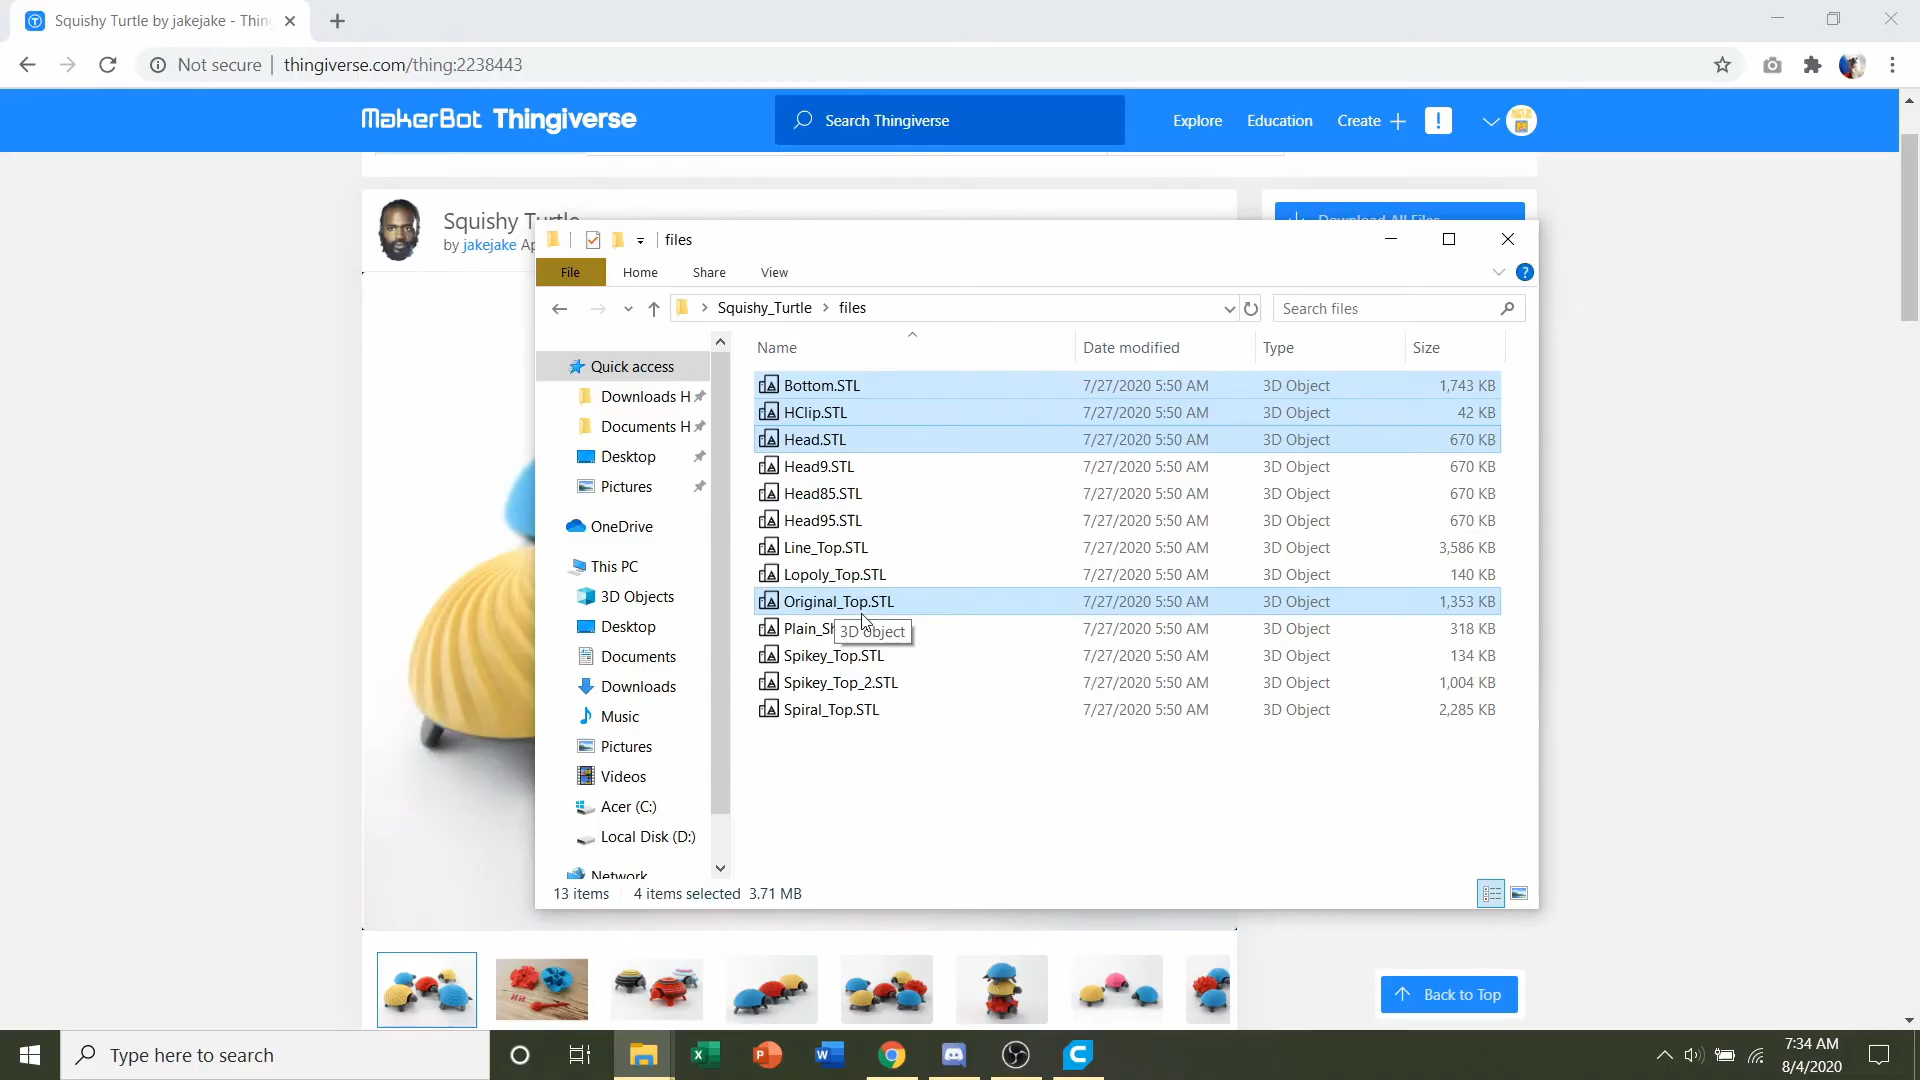 Squishy Turtle by jakejake - Thin
Not secure | thingiverse.com/thing:2238443
MakerBot Thingiverse
Search Thingiverse
Explore
Education
Create
Squishy Turtle
by jakejake Ap
Download All Files
files
File
Home
Share
View
Squishy_Turtle > files
Search files
Name
Date modified
Type
Size
Quick access
Downloads H
Documents H
Desktop
Pictures
OneDrive
This PC
3D Objects
Desktop
Documents
Downloads
Music
Pictures
Videos
Acer (C:)
Local Disk (D:)
Network
Bottom.STL 7/27/2020 5:50 AM 3D Object 1,743 KB
HClip.STL 7/27/2020 5:50 AM 3D Object 42 KB
Head.STL 7/27/2020 5:50 AM 3D Object 670 KB
Head9.STL 7/27/2020 5:50 AM 3D Object 670 KB
Head85.STL 7/27/2020 5:50 AM 3D Object 670 KB
Head95.STL 7/27/2020 5:50 AM 3D Object 670 KB
Line_Top.STL 7/27/2020 5:50 AM 3D Object 3,586 KB
Lopoly_Top.STL 7/27/2020 5:50 AM 3D Object 140 KB
Original_Top.STL 7/27/2020 5:50 AM 3D Object 1,353 KB
Plain_Sh 7/27/2020 5:50 AM 3D Object 318 KB
3D object
Spikey_Top.STL 7/27/2020 5:50 AM 3D Object 134 KB
Spikey_Top_2.STL 7/27/2020 5:50 AM 3D Object 1,004 KB
Spiral_Top.STL 7/27/2020 5:50 AM 3D Object 2,285 KB
13 items
4 items selected 3.71 MB
Back to Top
Type here to search
7:34 AM
8/4/2020